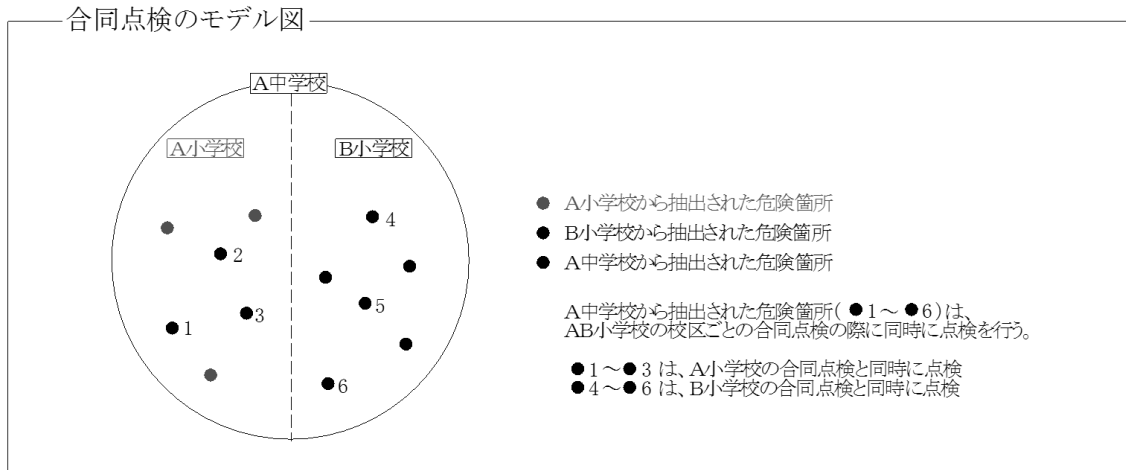 合同点検のモデル図
A中学校
A小学校
B小学校
4
2
5
3
1
6
● A小学校から抽出された危険箇所
● B小学校から抽出された危険箇所
● A中学校から抽出された危険箇所
A中学校から抽出された危険箇所(●1～●6)は、
AB小学校の校区ごとの合同点検の際に同時に点検を行う。
●1～●3 は、A小学校の合同点検と同時に点検
●4～●6 は、B小学校の合同点検と同時に点検